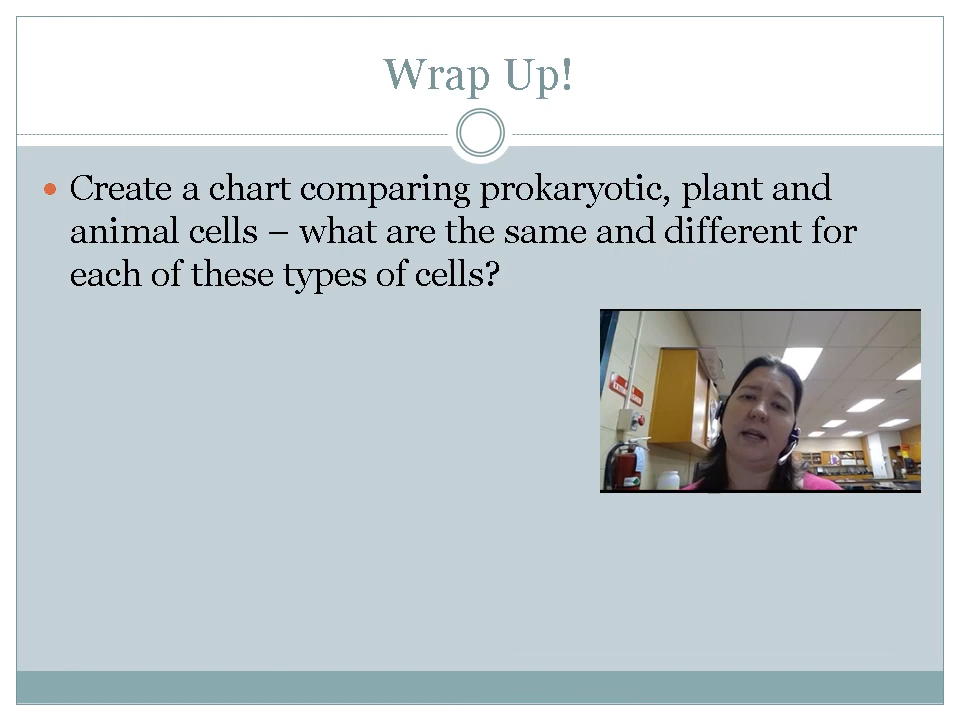 Wrap Up!
Create a chart comparing prokaryotic, plant and
animal cells – what are the same and different for
each of these types of cells?